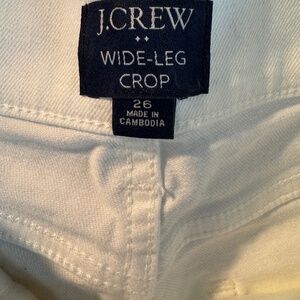 J.CREW
WIDE-LEG
CROP
26
MADE IN
CAMBODIA